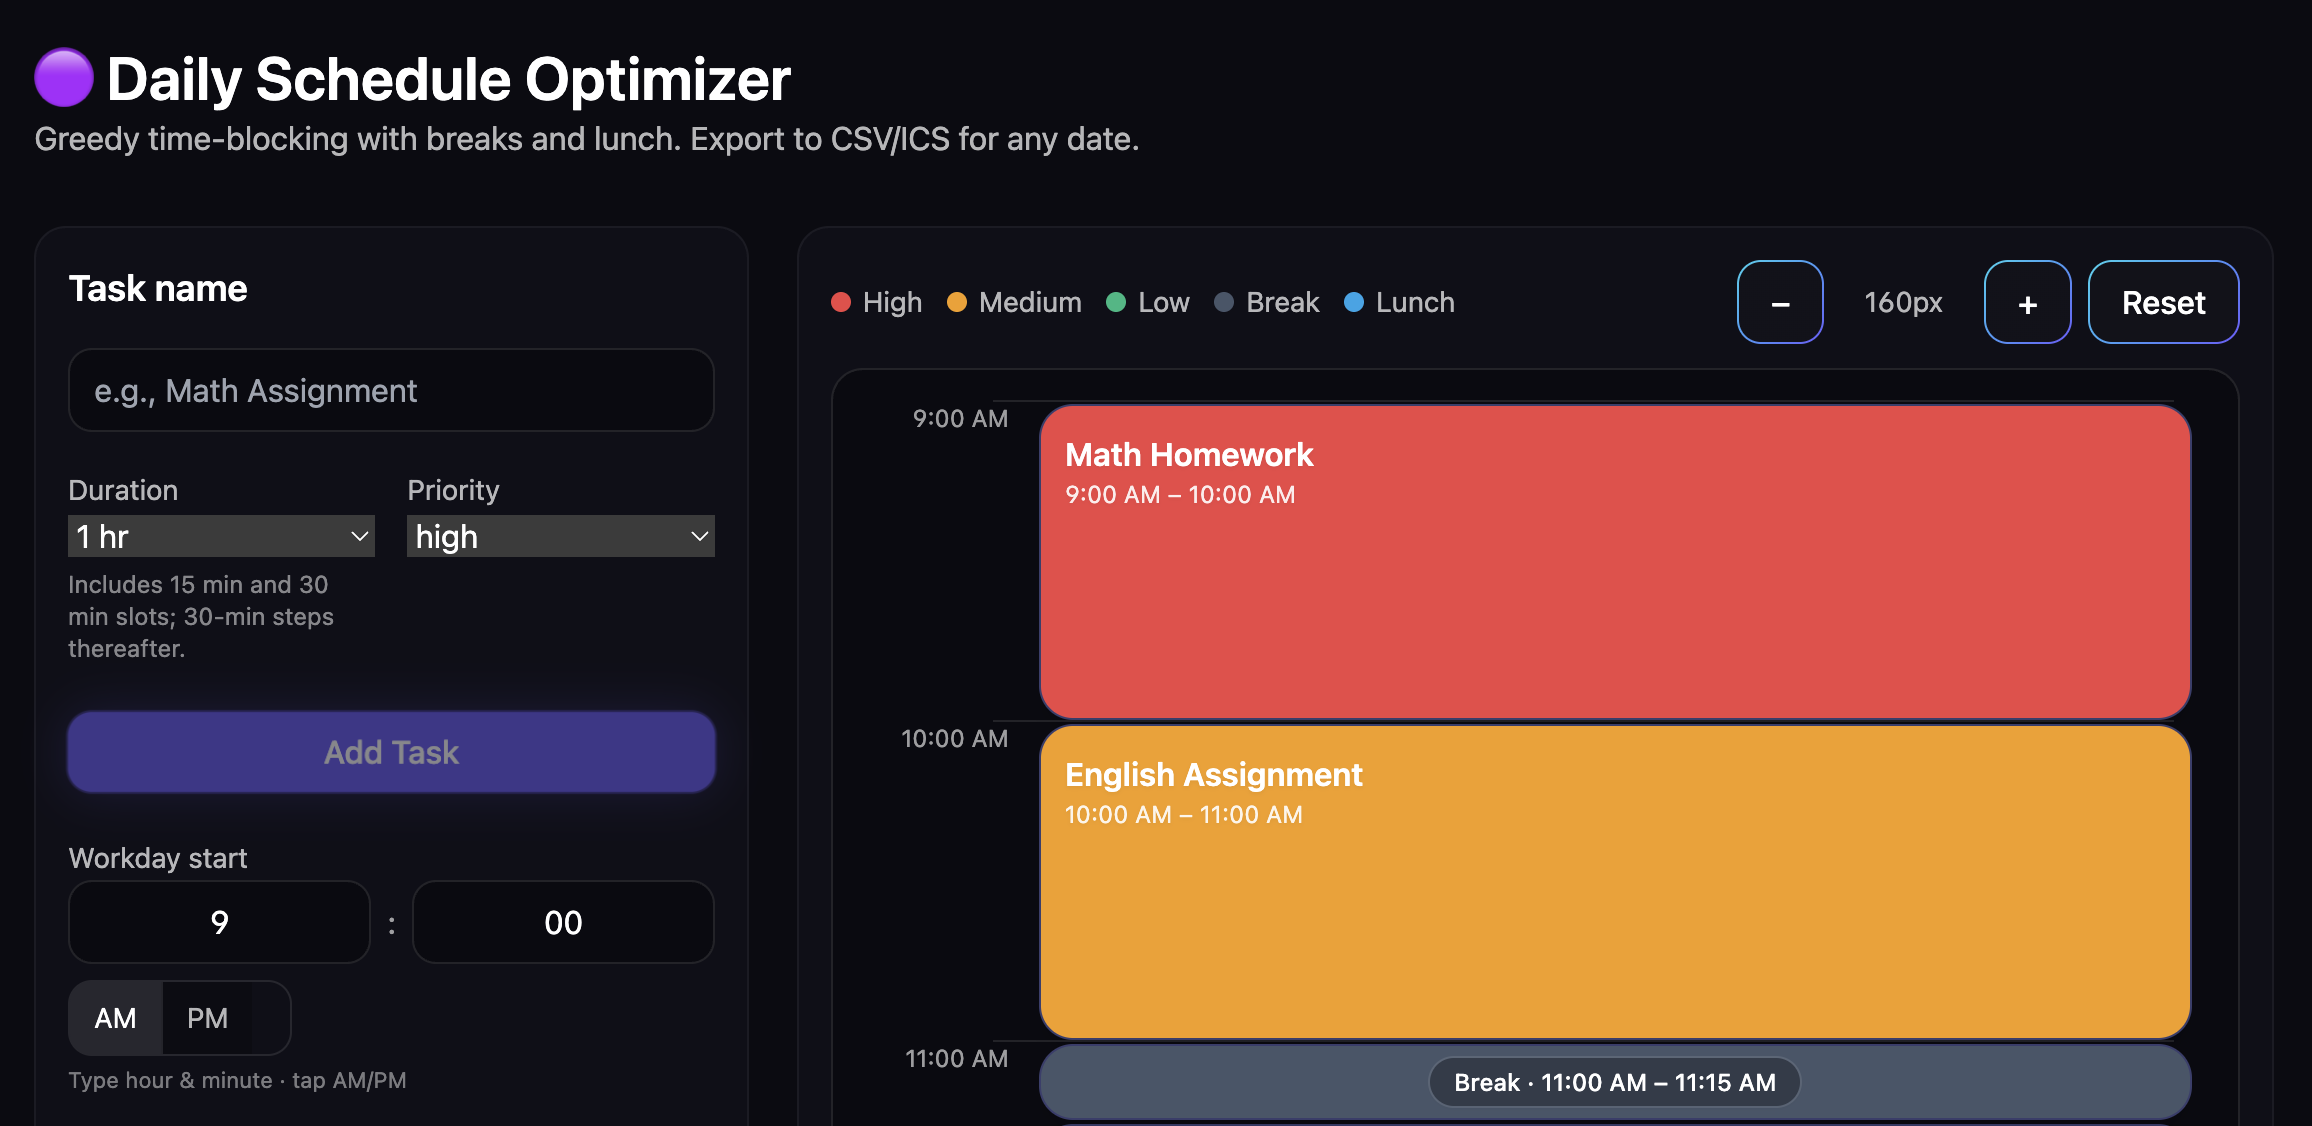 Daily Schedule Optimizer
Greedy time-blocking with breaks and lunch. Export to CSV/ICS for any date.
Task name
e.g., Math Assignment
Duration
Priority
1 hr
high
Includes 15 min and 30
min slots; 30-min steps
thereafter.
Add Task
Workday start
9 : 00
AM PM
Type hour & minute · tap AM/PM
High Medium Low Break Lunch
– 160px + Reset
9:00 AM
Math Homework
9:00 AM – 10:00 AM
10:00 AM
English Assignment
10:00 AM – 11:00 AM
11:00 AM
Break · 11:00 AM – 11:15 AM